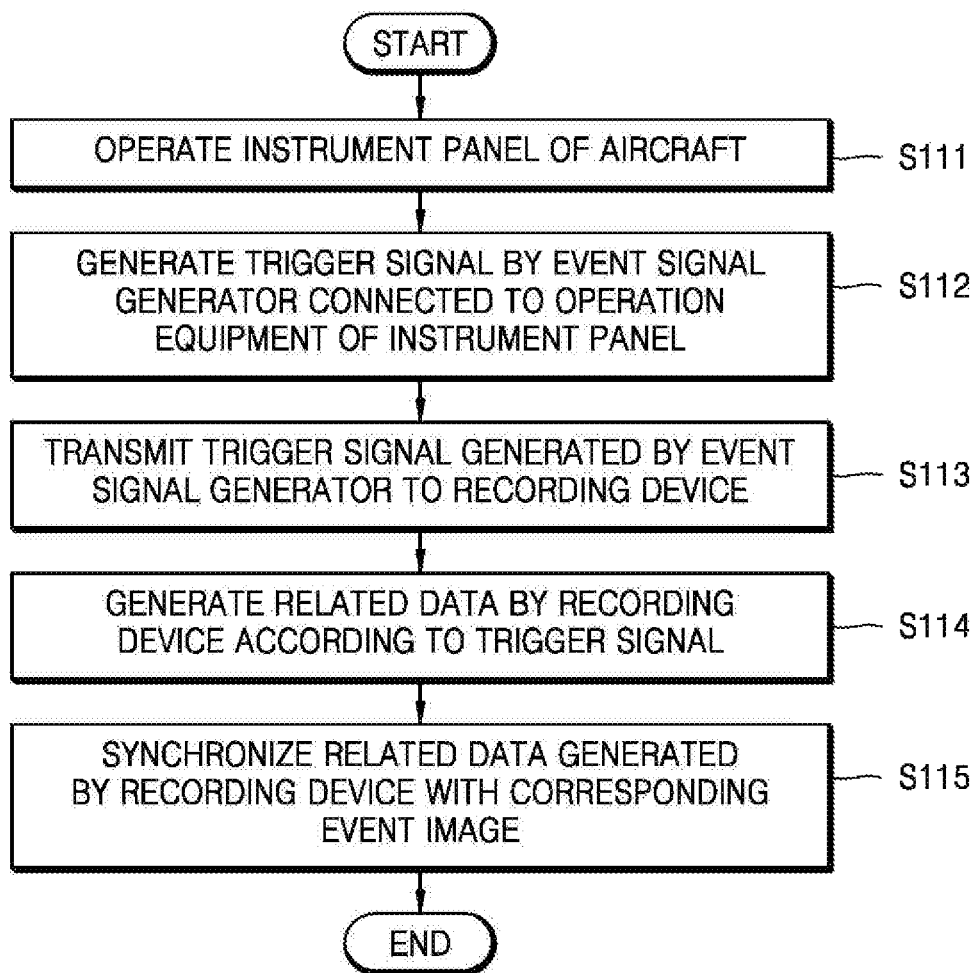 START
OPERATE INSTRUMENT PANEL OF AIRCRAFT
S111
GENERATE TRIGGER SIGNAL BY EVENT SIGNAL
GENERATOR CONNECTED TO OPERATION
EQUIPMENT OF INSTRUMENT PANEL
S112
TRANSMIT TRIGGER SIGNAL GENERATED BY EVENT
SIGNAL GENERATOR TO RECORDING DEVICE
S113
GENERATE RELATED DATA BY RECORDING
DEVICE ACCORDING TO TRIGGER SIGNAL
S114
SYNCHRONIZE RELATED DATA GENERATED
BY RECORDING DEVICE WITH CORRESPONDING
EVENT IMAGE
S115
END